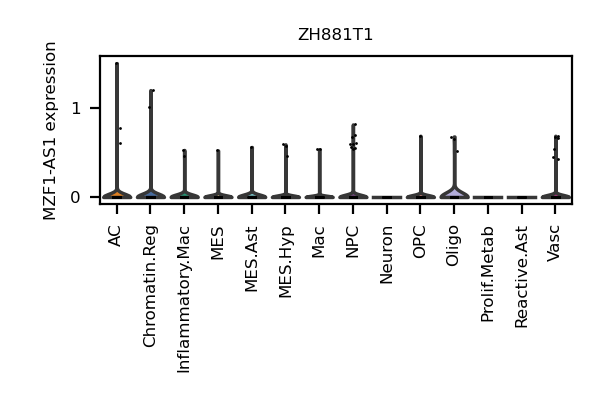 ZH881T1
MZF1-AS1 expression
1
0
AC
Chromatin.Reg
Inflammatory.Mac
MES
MES.Ast
MES.Hyp
Mac
NPC
Neuron
OPC
Oligo
Prolif.Metab
Reactive.Ast
Vasc